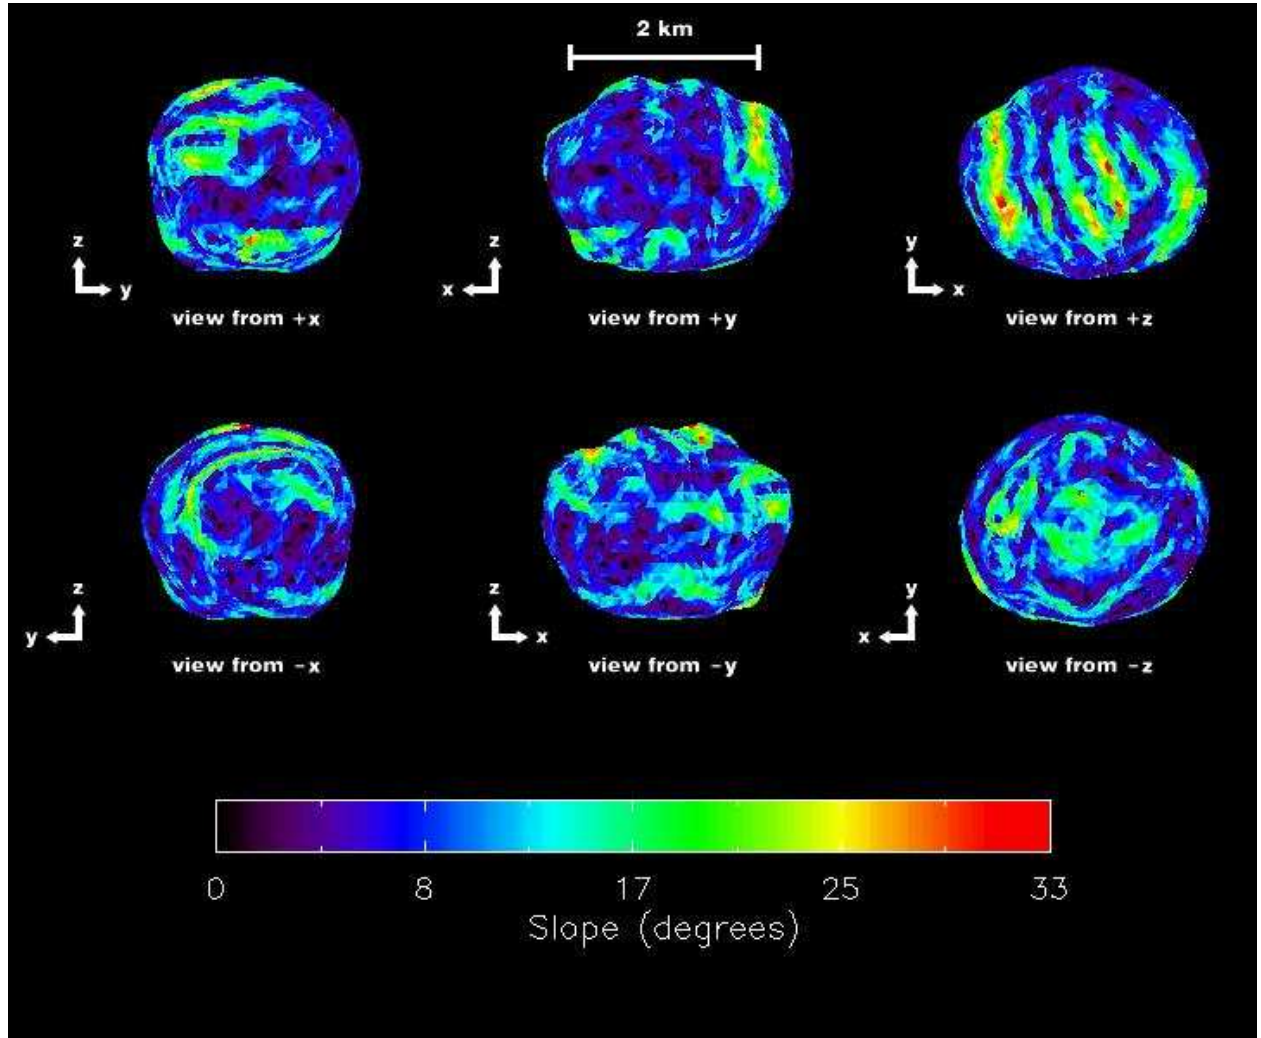 2 km
z
y
view from +x
z
x
view from +y
y
x
view from +z
z
y
view from −x
z
x
view from −y
y
x
view from −z
0 8 17 25 33
Slope (degrees)